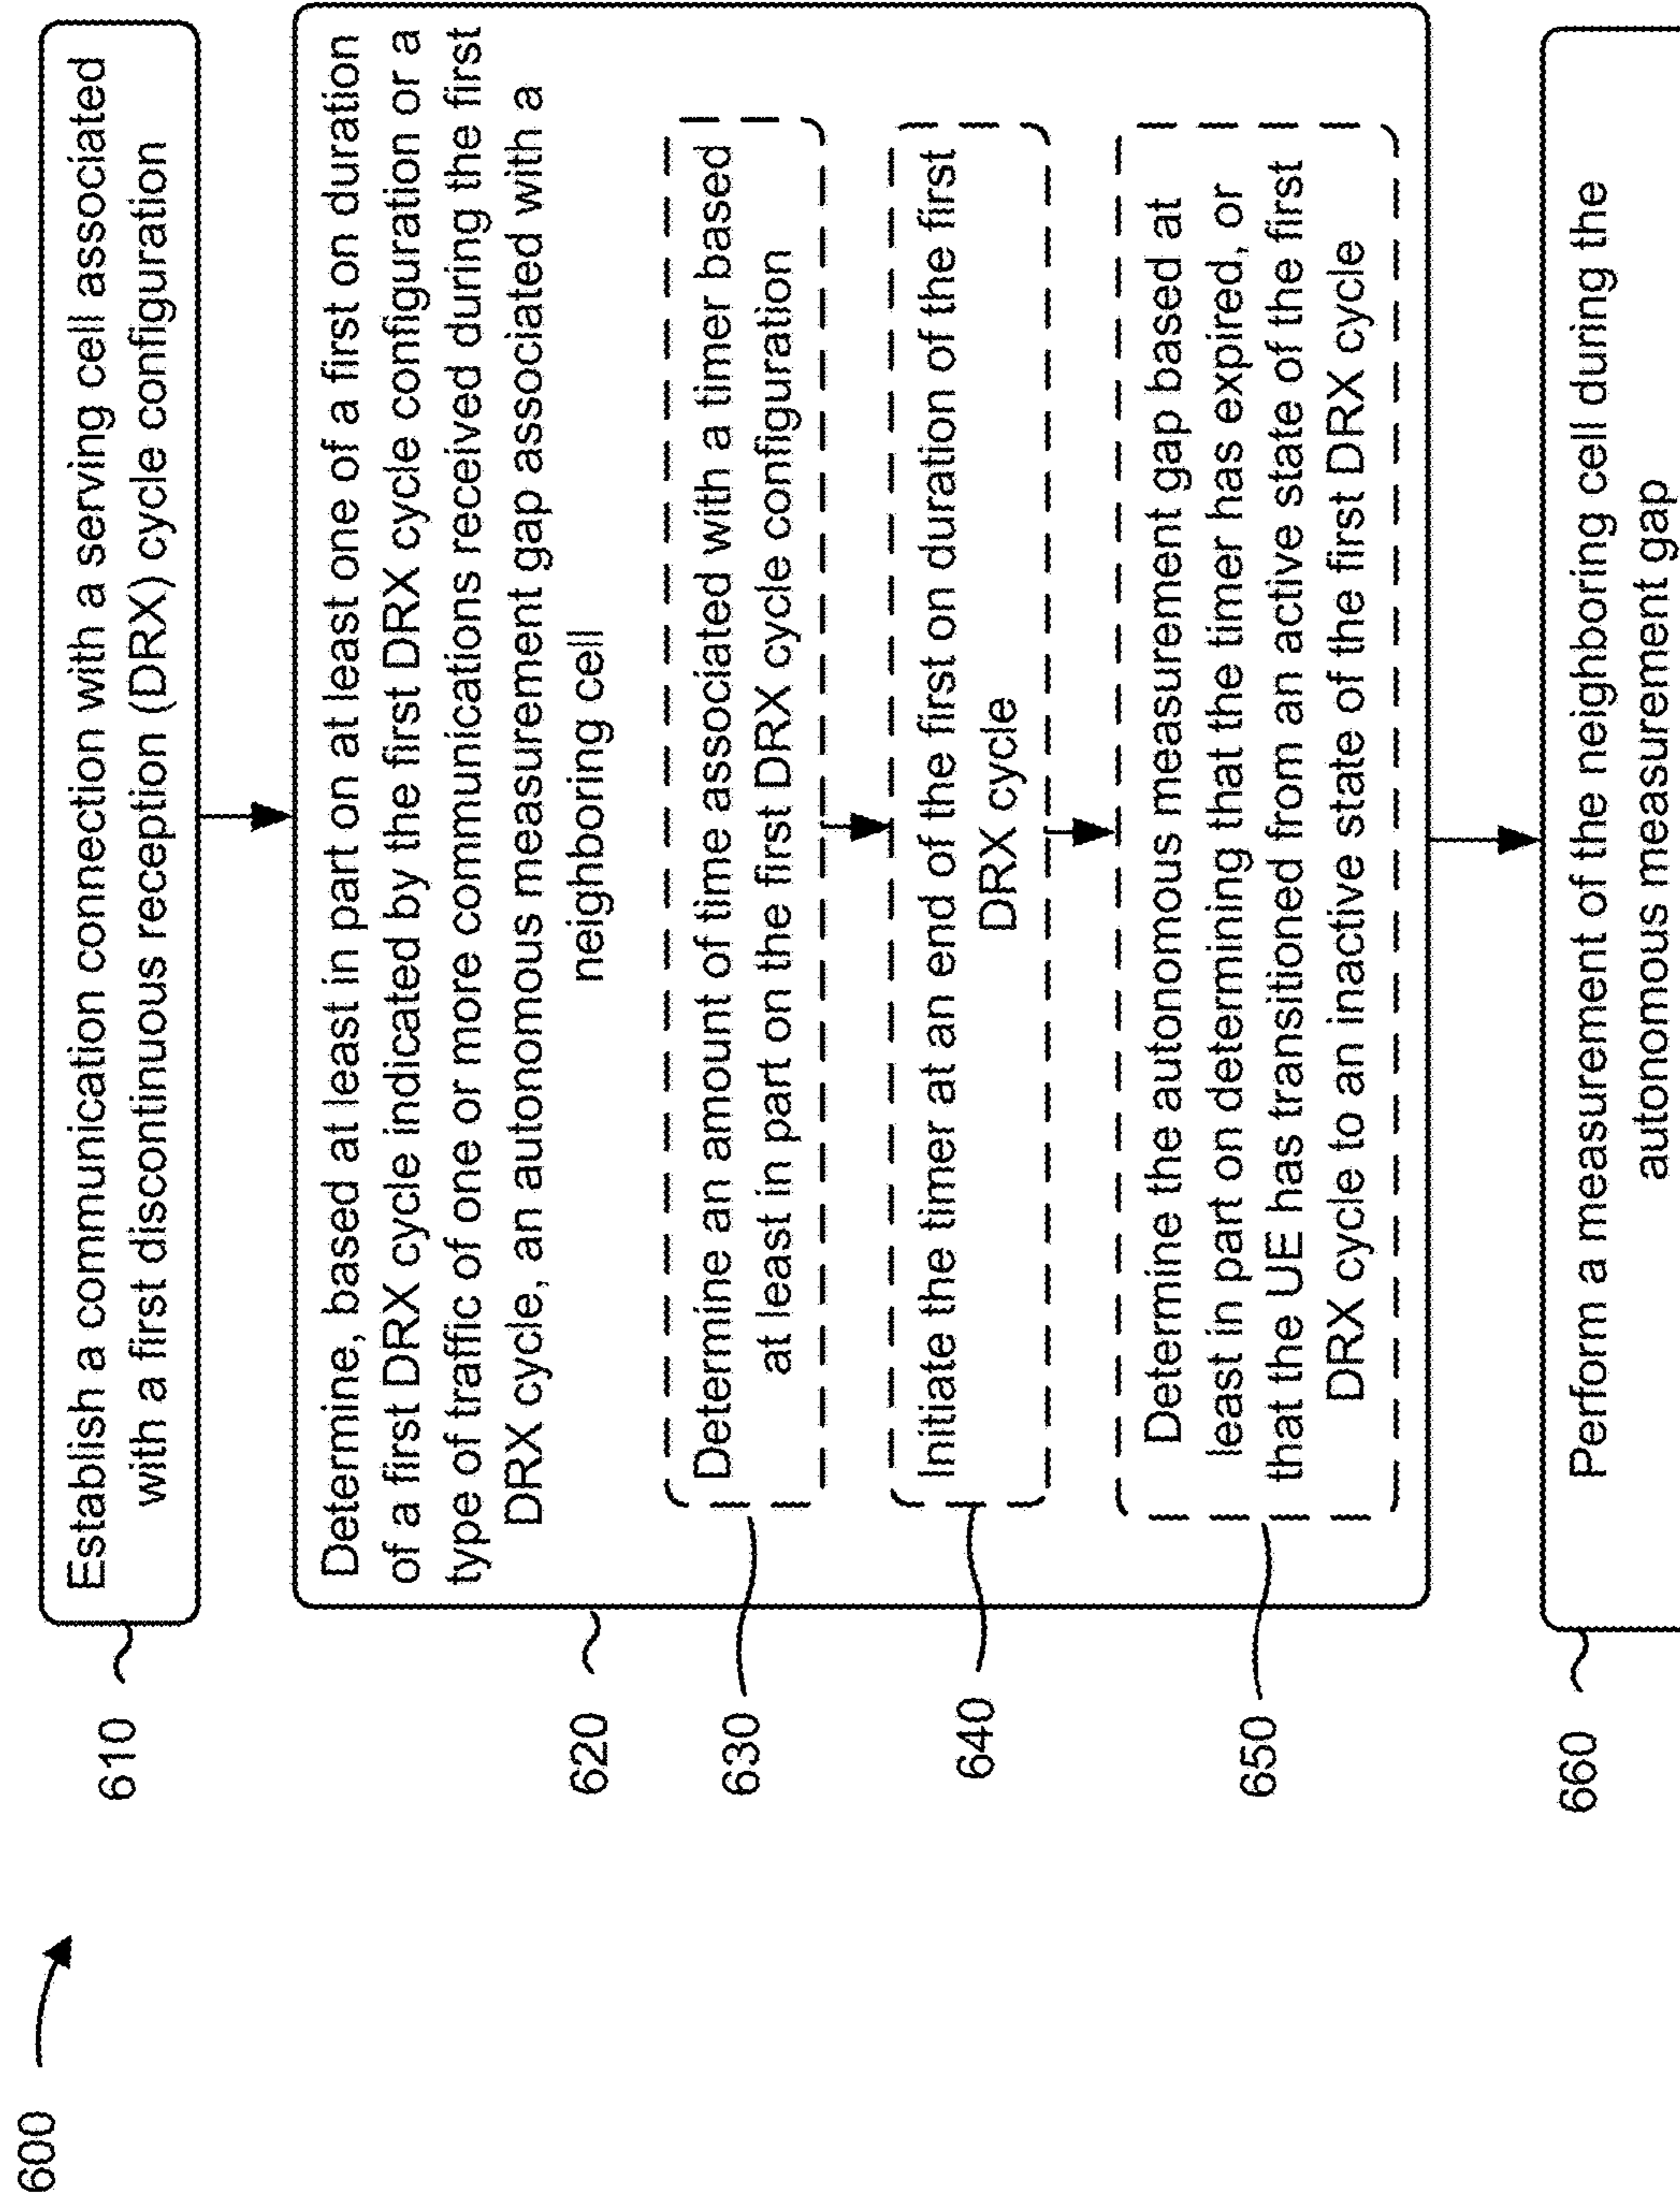 600
610
Establish a communication connection with a serving cell associated
with a first discontinuous reception (DRX) cycle configuration
620
Determine, based at least in part on at least one of a first on duration
of a first DRX cycle indicated by the first DRX cycle configuration or a
type of traffic of one or more communications received during the first
DRX cycle, an autonomous measurement gap associated with a
neighboring cell
630
Determine an amount of time associated with a timer based
at least in part on the first DRX cycle configuration
640
Initiate the timer at an end of the first on duration of the first
DRX cycle
650
Determine the autonomous measurement gap based at
least in part on determining that the timer has expired, or
that the UE has transitioned from an active state of the first
DRX cycle to an inactive state of the first DRX cycle
660
Perform a measurement of the neighboring cell during the
autonomous measurement gap